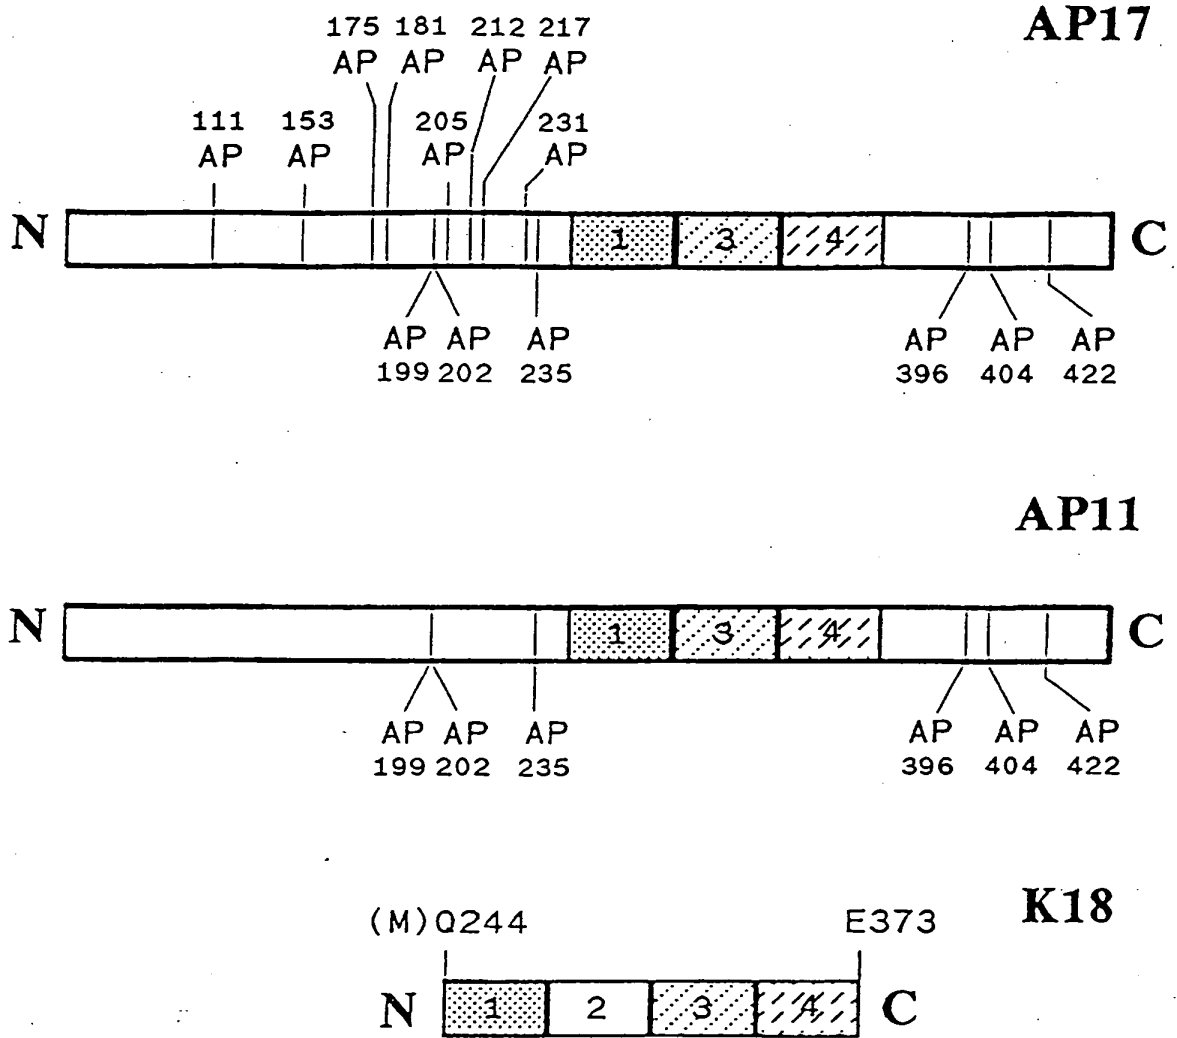 AP17
175 181 212 217
AP AP AP AP
111 153 205 231
AP AP AP AP
N 1 3 4 C
AP AP AP AP AP AP
199 202 235 396 404 422
AP11
N 1 3 4 C
AP AP AP AP AP AP
199 202 235 396 404 422
K18
(M)Q244 E373
N 1 2 3 4 C